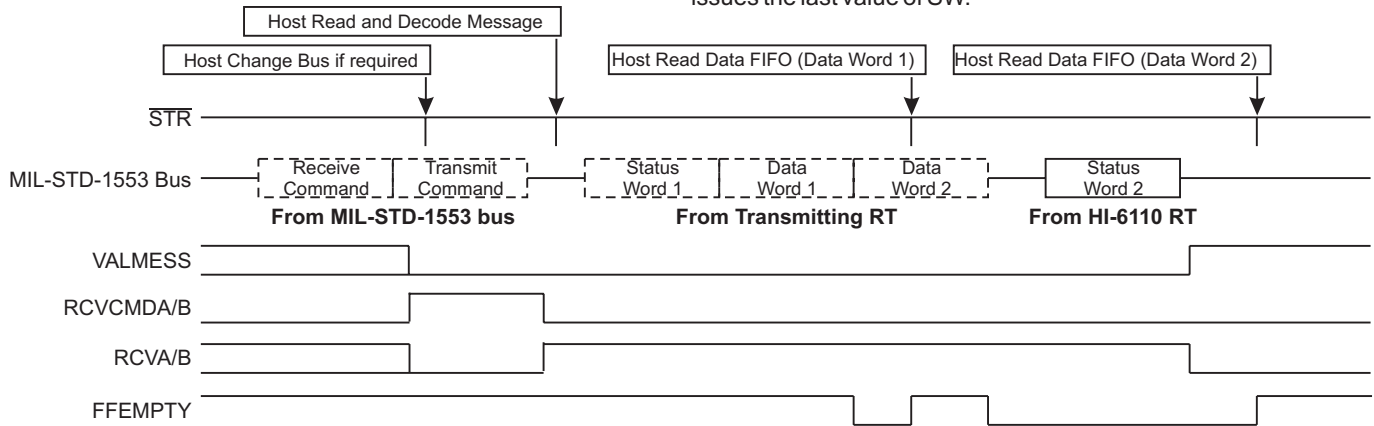 issues the last value of SW.
Host Read and Decode Message
Host Change Bus if required
Host Read Data FIFO (Data Word 1)
Host Read Data FIFO (Data Word 2)
STR
MIL-STD-1553 Bus
Receive
Command
Transmit
Command
Status
Word 1
Data
Word 1
Data
Word 2
Status
Word 2
From MIL-STD-1553 bus
From Transmitting RT
From HI-6110 RT
VALMESS
RCVCMDA/B
RCVA/B
FFEMPTY